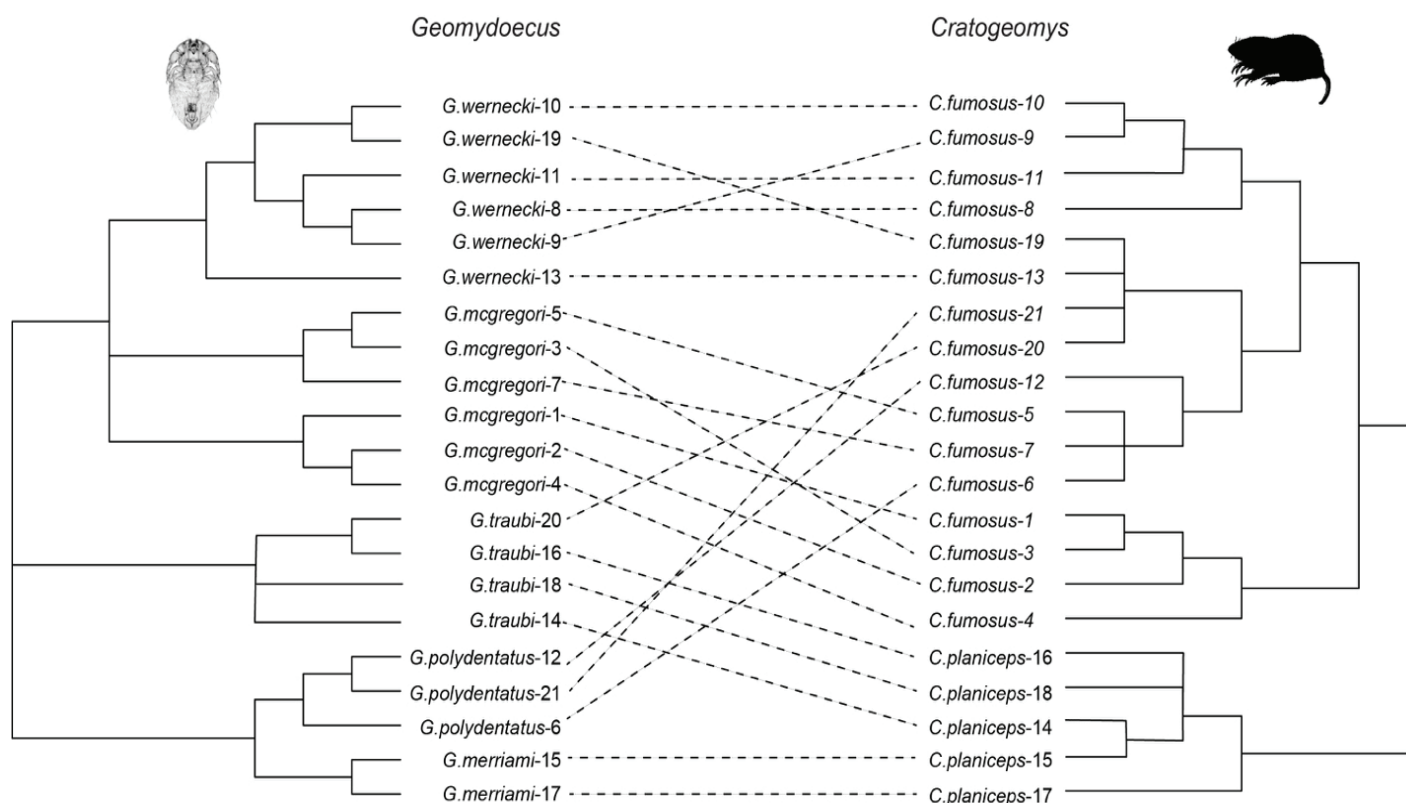 Geomydoecus Cratogeomys
G.wernecki-10 C.fumosus-10
G.wernecki-19 C.fumosus-9
G.wernecki-11 C.fumosus-11
G.wernecki-8 C.fumosus-8
G.wernecki-9 C.fumosus-19
G.wernecki-13 C.fumosus-13
G.mcgregori-5 C.fumosus-21
G.mcgregori-3 C.fumosus-20
G.mcgregori-7 C.fumosus-12
G.mcgregori-1 C.fumosus-5
G.mcgregori-2 C.fumosus-7
G.mcgregori-4 C.fumosus-6
G.traubi-20 C.fumosus-1
G.traubi-16 C.fumosus-3
G.traubi-18 C.fumosus-2
G.traubi-14 C.fumosus-4
G.polydentatus-12 C.planiceps-16
G.polydentatus-21 C.planiceps-18
G.polydentatus-6 C.planiceps-14
G.merriami-15 C.planiceps-15
G.merriami-17 C.planiceps-17